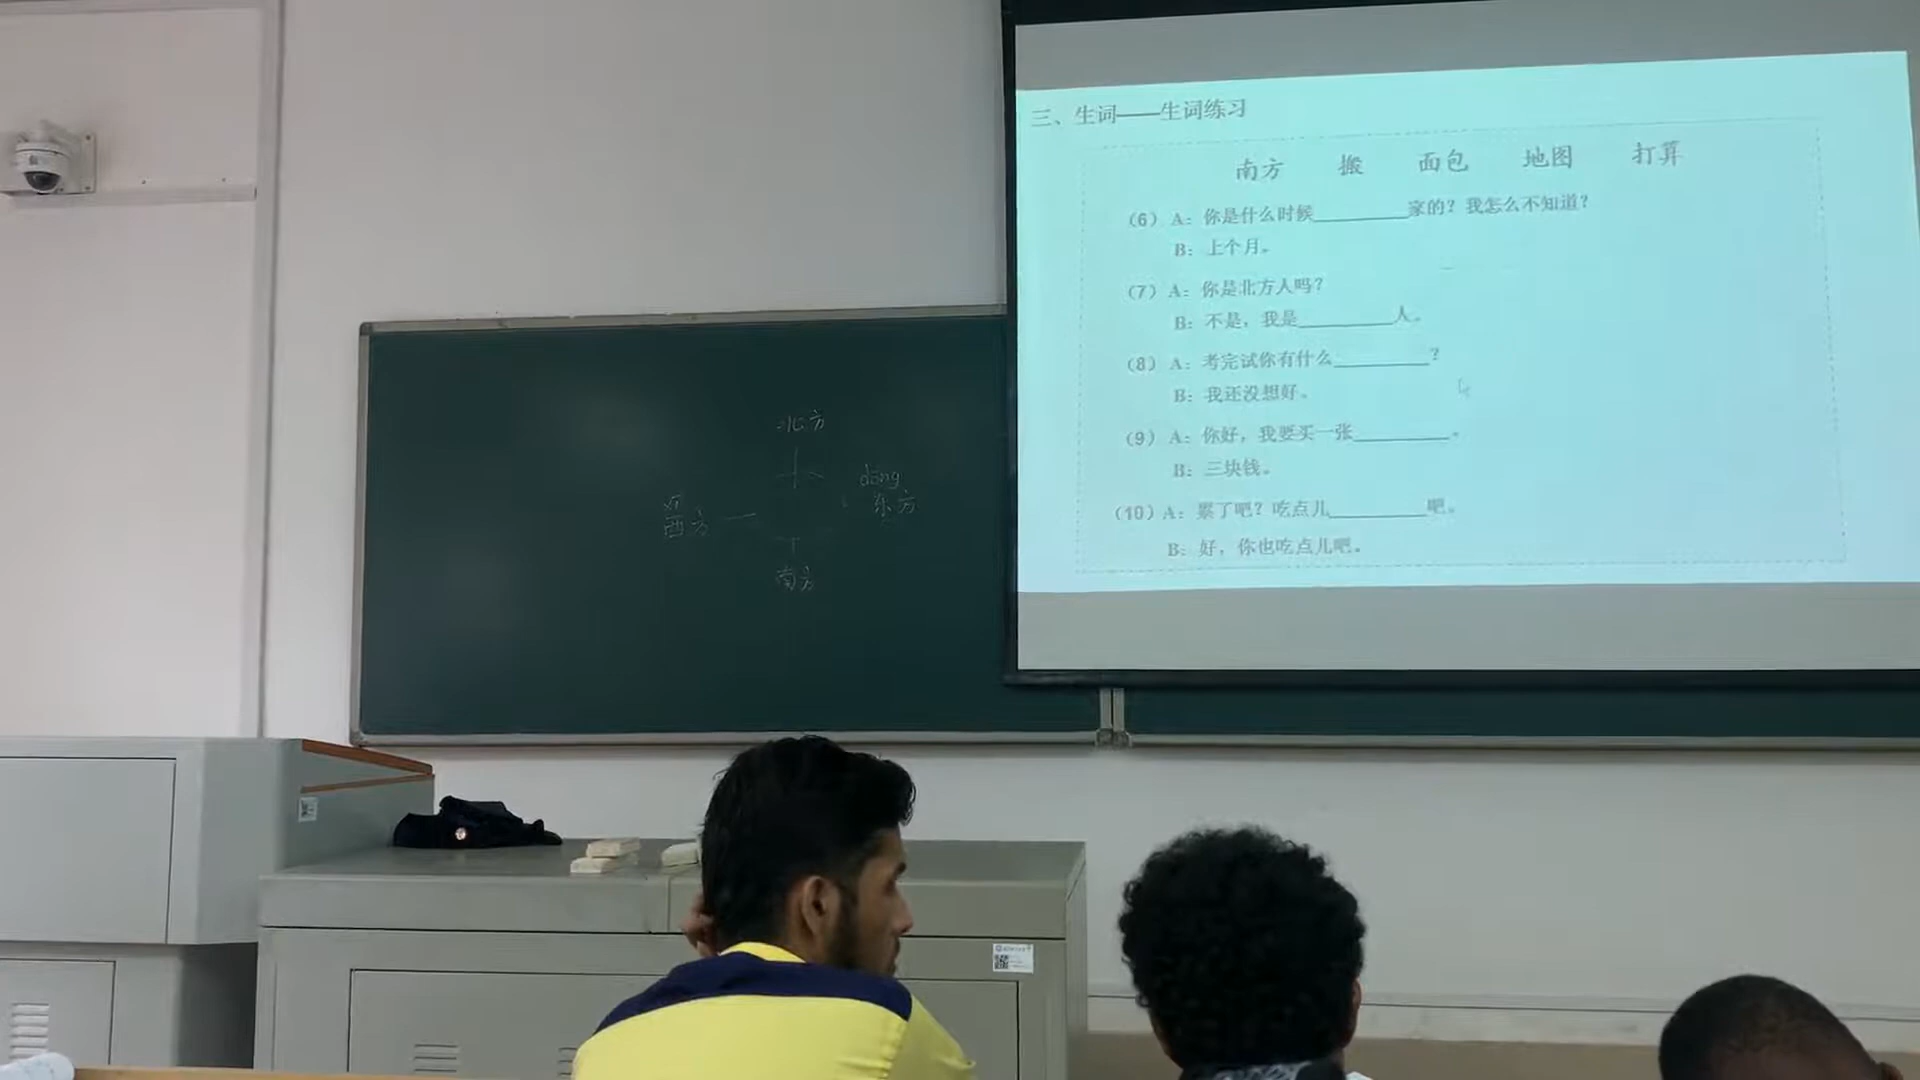 北方
xī
西方
dōng
东方
南方
三、生词——生词练习
南方 搬 面包 地图 打算
（6）A：你是什么时候________家的？我怎么不知道？
B：上个月。
（7）A：你是北方人吗？
B：不是，我是________人。
（8）A：考完试你有什么________？
B：我还没想好。
（9）A：你好，我要买一张________。
B：三块钱。
（10）A：累了吧？吃点儿________吧。
B：好，你也吃点儿吧。